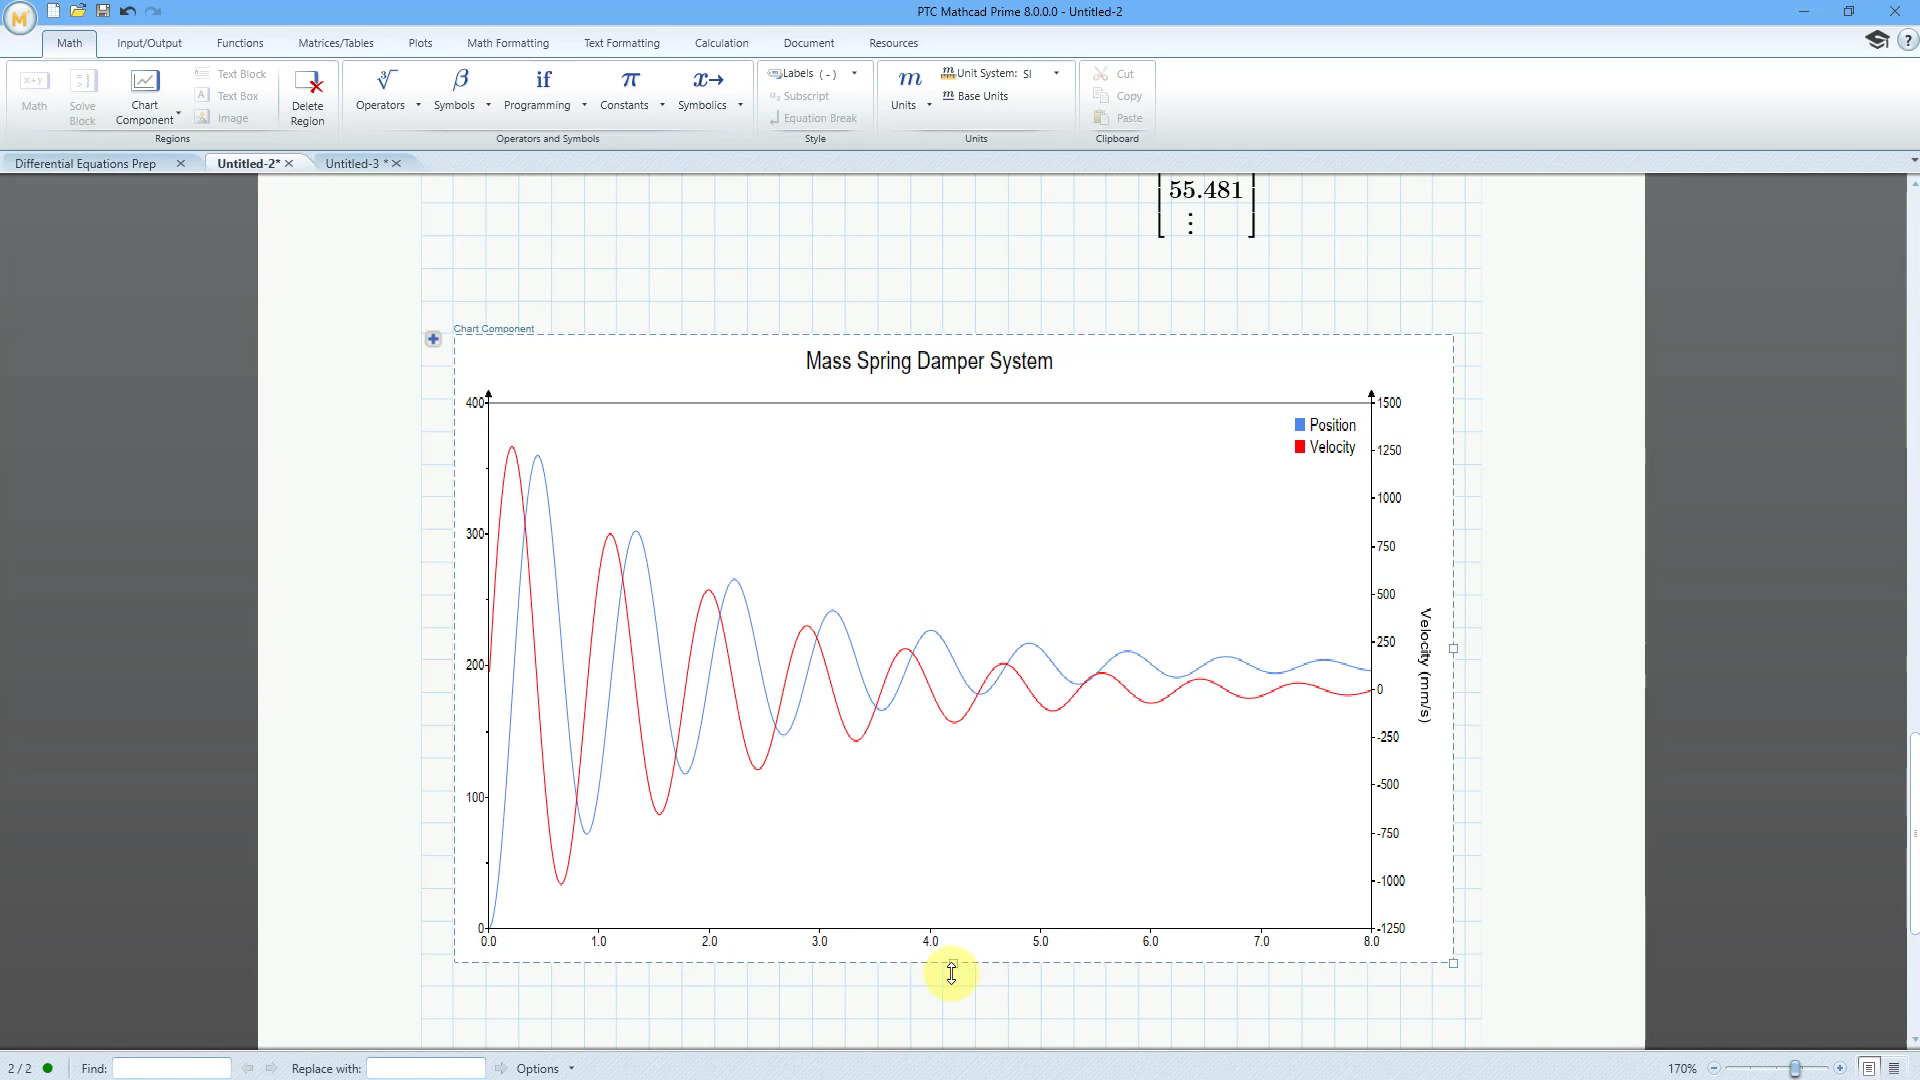 PTC Mathcad Prime 8.0.0.0 - Untitled-2
Math Input/Output Functions Matrices/Tables Plots Math Formatting Text Formatting Calculation Document Resources
Math
Solve Block
Chart Component
Text Block
Text Box
Image
Delete Region
Regions
Operators
Symbols
if
Programming
π
Constants
Symbolics
Operators and Symbols
Labels ( - )
Subscript
Equation Break
Style
m
Units
Unit System: SI
Base Units
Units
Cut
Copy
Paste
Clipboard
Differential Equations Prep
Untitled-2*
Untitled-3 *
55.481
⋮
Chart Component
Mass Spring Damper System
400
300
200
100
0
Position
Velocity
1500
1250
1000
750
500
250
0
-250
-500
-750
-1000
-1250
Velocity (mm/s)
0.0 1.0 2.0 3.0 4.0 5.0 6.0 7.0 8.0
2 / 2
Find:
Replace with:
Options
170%